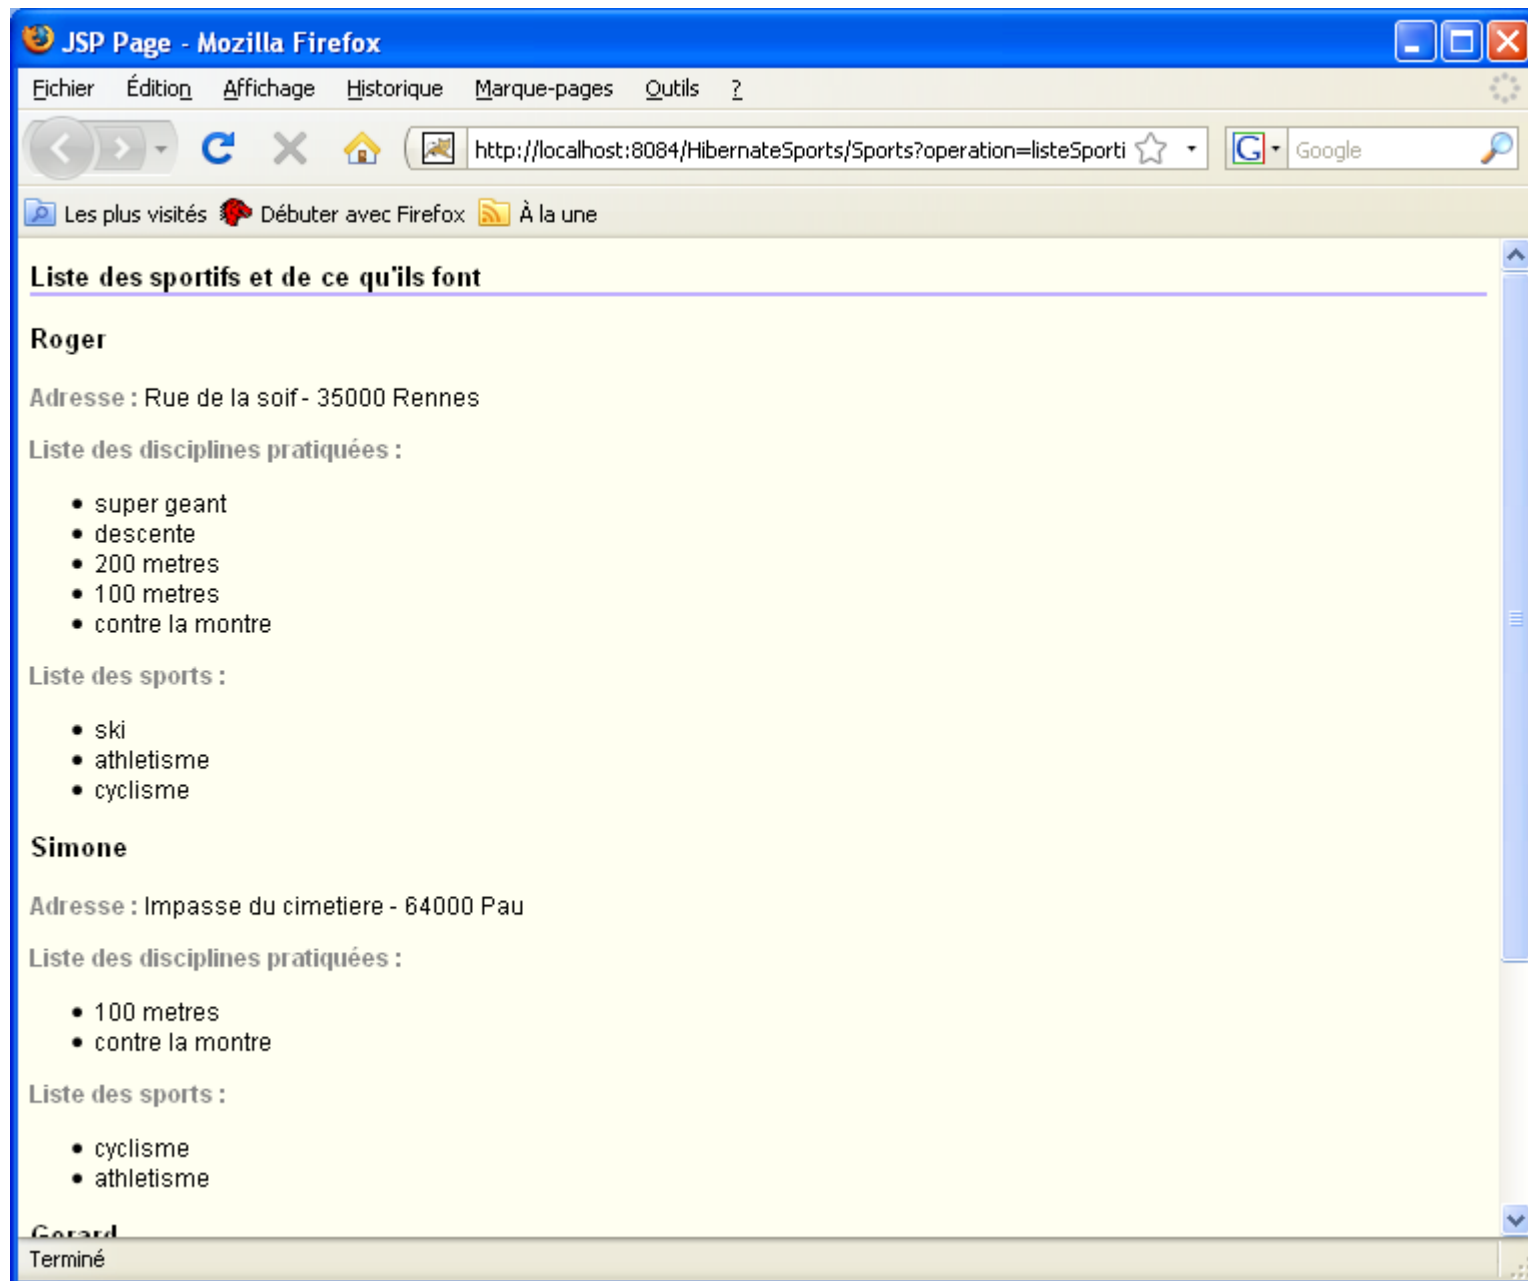 JSP Page - Mozilla Firefox
Fichier Édition Affichage Historique Marque-pages Outils ?
http://localhost:8084/HibernateSports/Sports?operation=listeSporti G Google
Les plus visités Débuter avec Firefox À la une
Liste des sportifs et de ce qu'ils font
Roger
Adresse : Rue de la soif - 35000 Rennes
Liste des disciplines pratiquées :
• super geant
• descente
• 200 metres
• 100 metres
• contre la montre
Liste des sports :
• ski
• athletisme
• cyclisme
Simone
Adresse : Impasse du cimetiere - 64000 Pau
Liste des disciplines pratiquées :
• 100 metres
• contre la montre
Liste des sports :
• cyclisme
• athletisme
Terminé